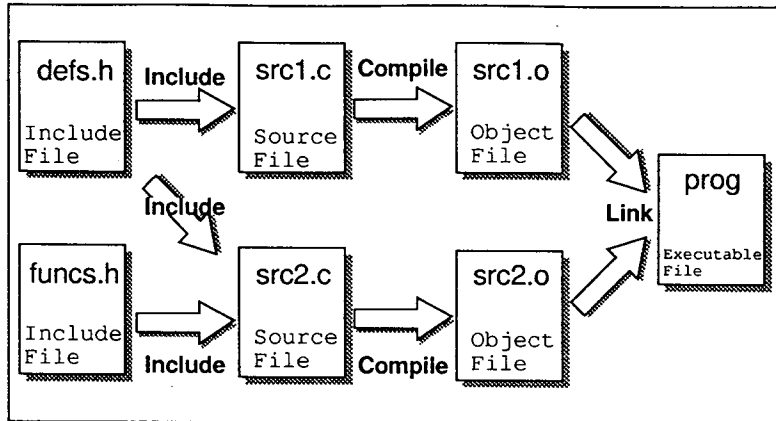 defs.h
Include
File
Include
src1.c
Source
File
Compile
src1.o
Object
File
Include
Link
prog
Executable
File
funcs.h
Include
File
Include
src2.c
Source
File
Compile
src2.o
Object
File